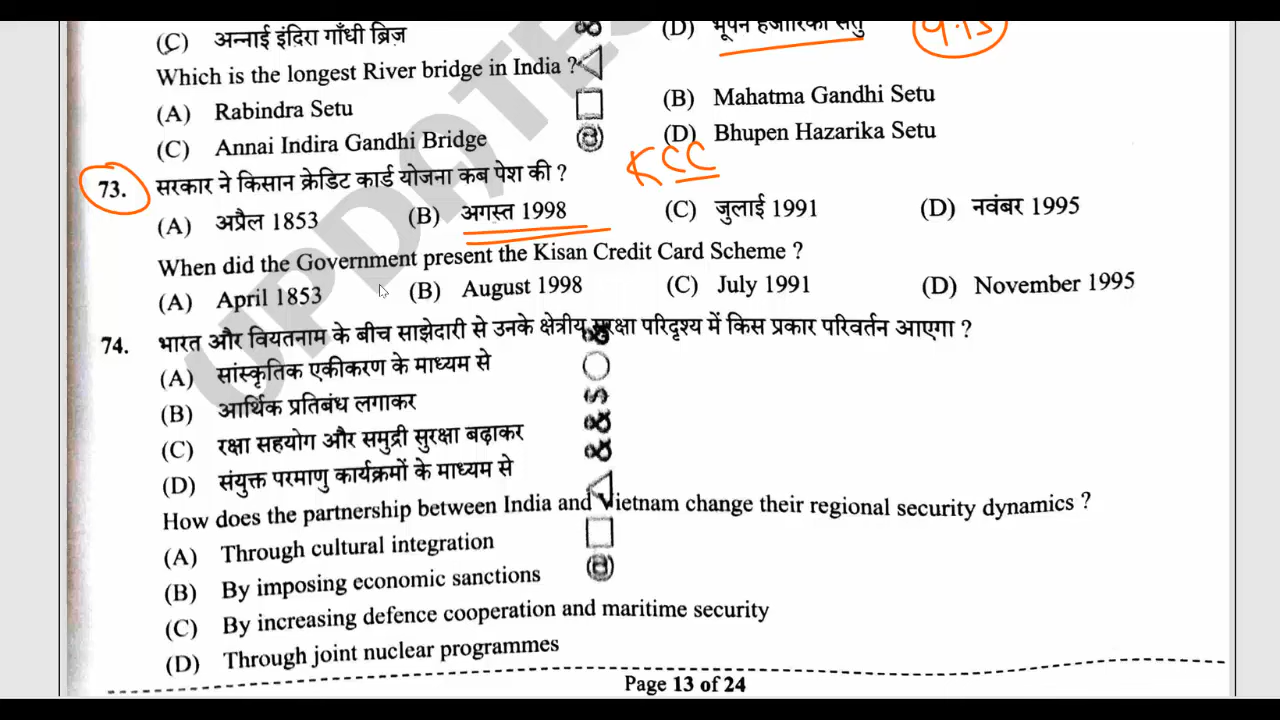 (C) अन्नाई इंदिरा गाँधी ब्रिज (D) भूपेन हजारिका सेतु
Which is the longest River bridge in India ?
(A) Rabindra Setu (B) Mahatma Gandhi Setu
(C) Annai Indira Gandhi Bridge (D) Bhupen Hazarika Setu
KCC
73. सरकार ने किसान क्रेडिट कार्ड योजना कब पेश की ?
(A) अप्रैल 1853 (B) अगस्त 1998 (C) जुलाई 1991 (D) नवंबर 1995
When did the Government present the Kisan Credit Card Scheme ?
(A) April 1853 (B) August 1998 (C) July 1991 (D) November 1995
74. भारत और वियतनाम के बीच साझेदारी से उनके क्षेत्रीय सुरक्षा परिदृश्य में किस प्रकार परिवर्तन आएगा ?
(A) सांस्कृतिक एकीकरण के माध्यम से
(B) आर्थिक प्रतिबंध लगाकर
(C) रक्षा सहयोग और समुद्री सुरक्षा बढ़ाकर
(D) संयुक्त परमाणु कार्यक्रमों के माध्यम से
How does the partnership between India and Vietnam change their regional security dynamics ?
(A) Through cultural integration
(B) By imposing economic sanctions
(C) By increasing defence cooperation and maritime security
(D) Through joint nuclear programmes
Page 13 of 24
UPDATES